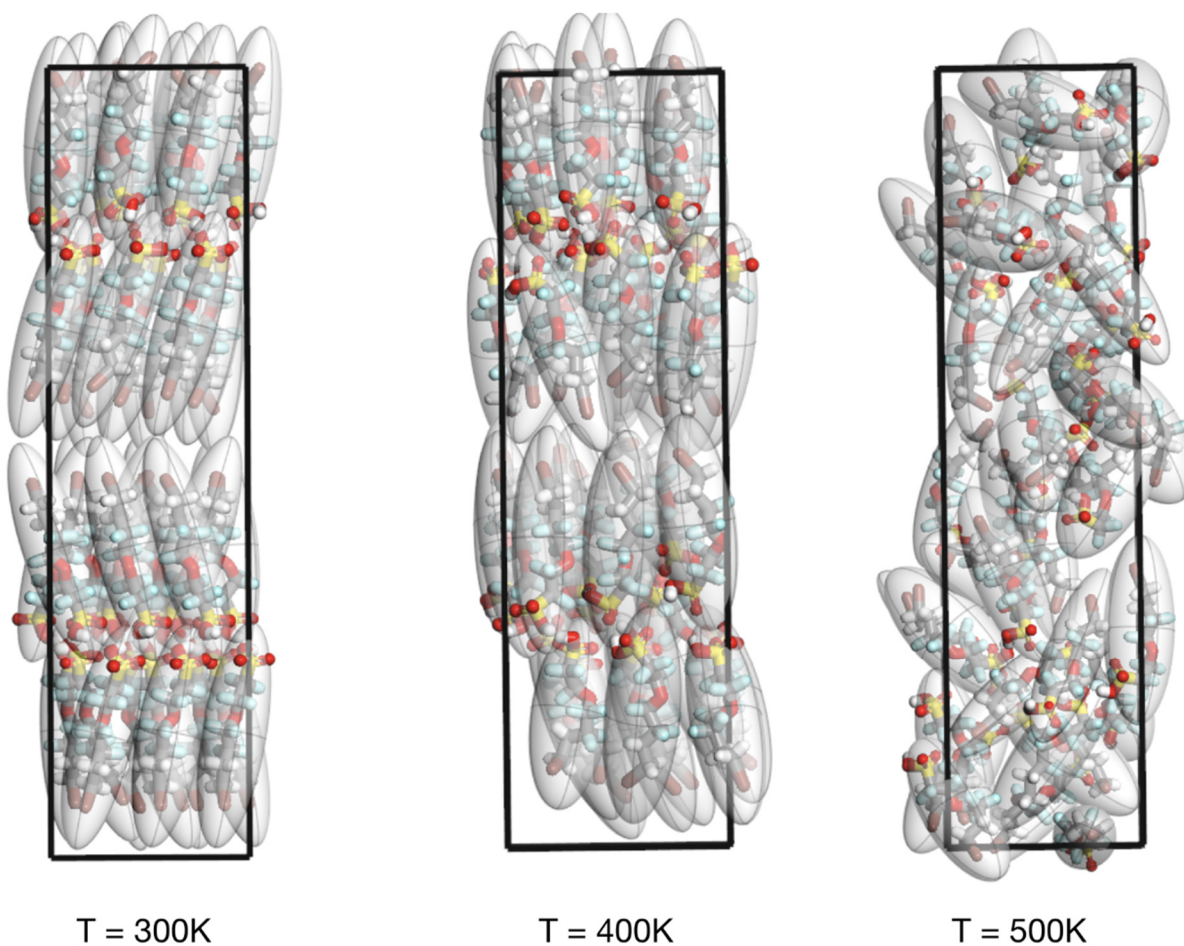 T = 300K
T = 400K
T = 500K